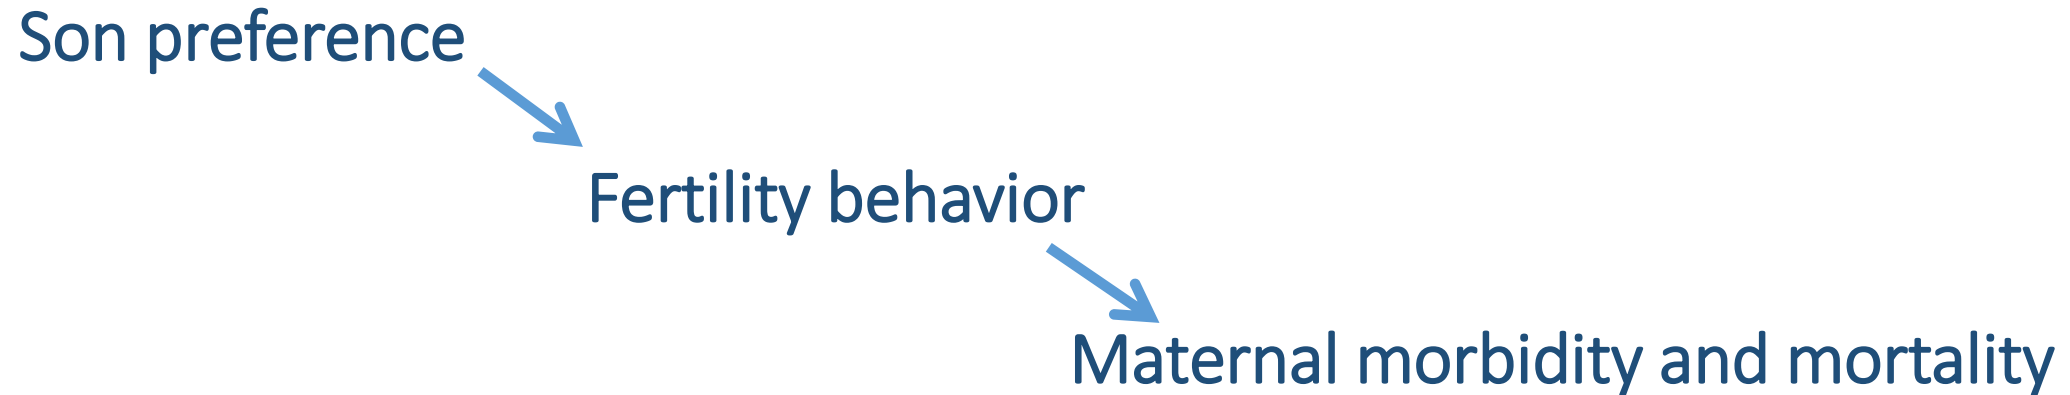 Son preference
Fertility behavior
Maternal morbidity and mortality